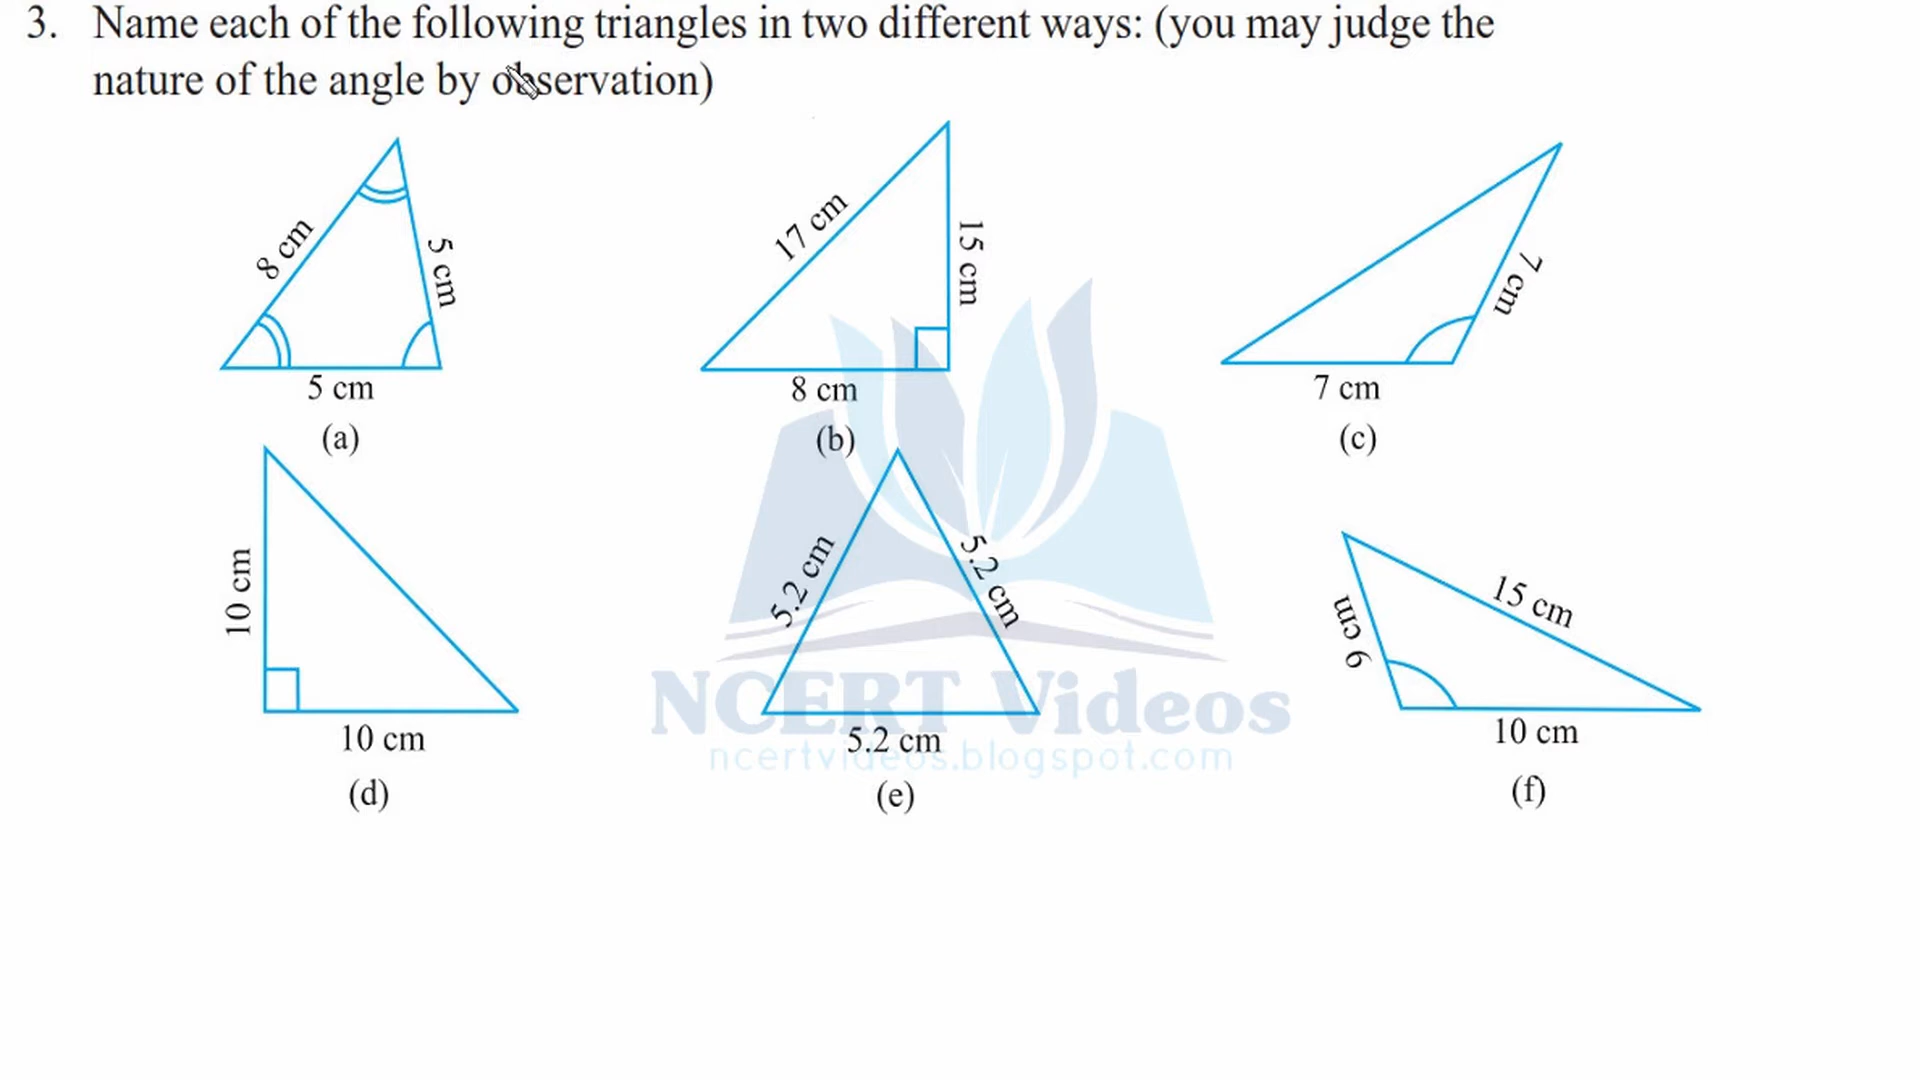 3. Name each of the following triangles in two different ways: (you may judge the
nature of the angle by observation)
8 cm
5 cm
5 cm
(a)
17 cm
15 cm
8 cm
(b)
7 cm
7 cm
(c)
10 cm
10 cm
(d)
5.2 cm
5.2 cm
5.2 cm
(e)
9 cm
15 cm
10 cm
(f)
NCERT Videos
ncertvideos.blogspot.com